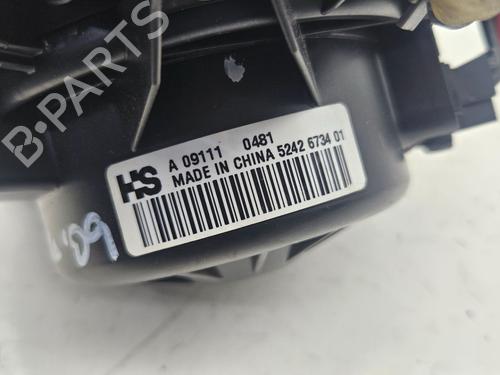 B-PARTS
HS
A 09111 0481
MADE IN CHINA 5242 6734 01